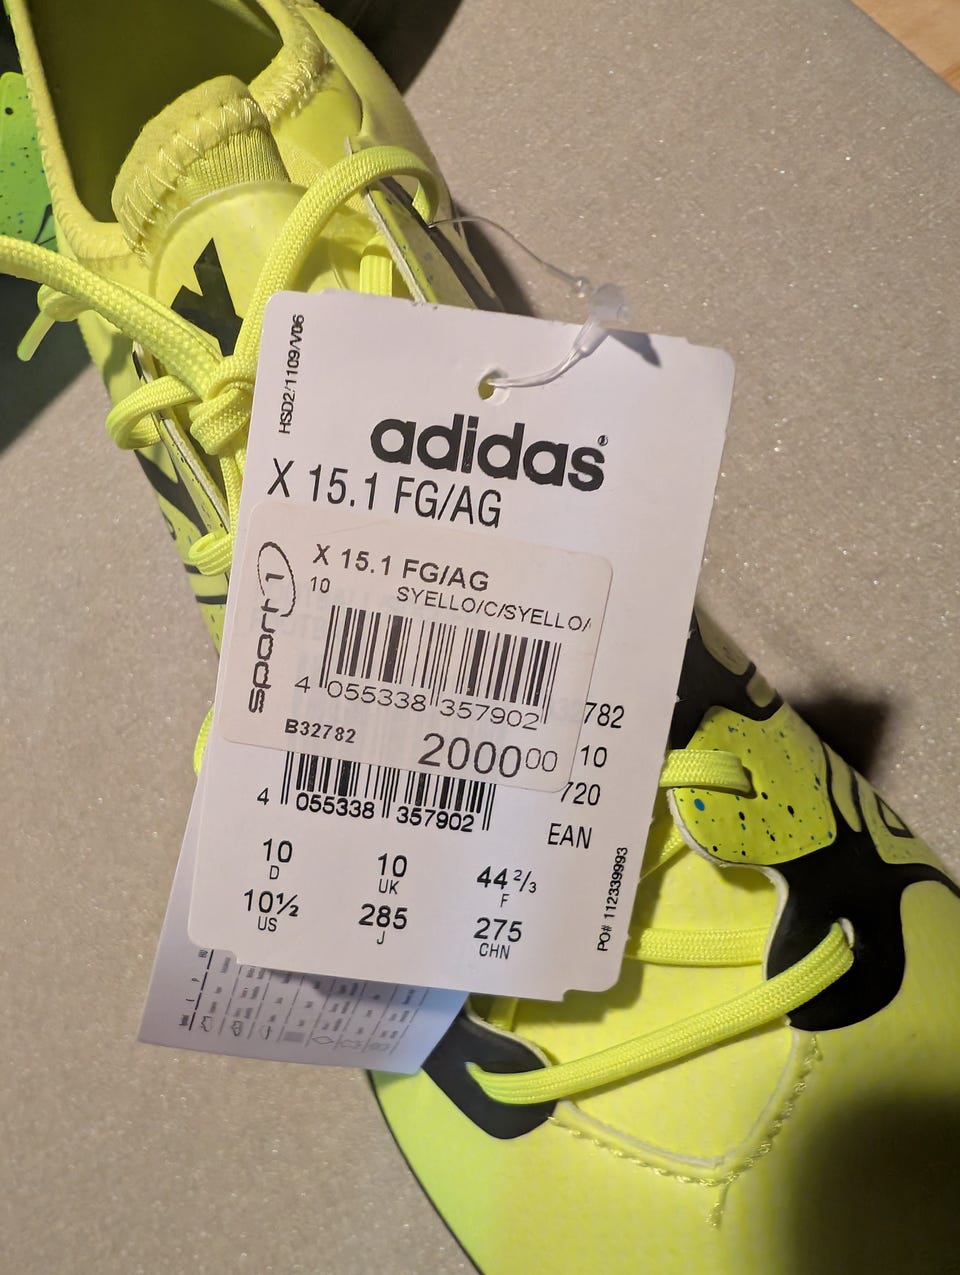 HSD2/1109/V06
adidas®
X 15.1 FG/AG
sport 1
X 15.1 FG/AG
10
SYELLO/C/SYELLO/
4 055338 357902
B32782
2000 00
782
10
720
4 055338 357902
EAN
10 D
10 UK
44 2/3 F
10½ US
285 J
275 CHN
PO# 112339993